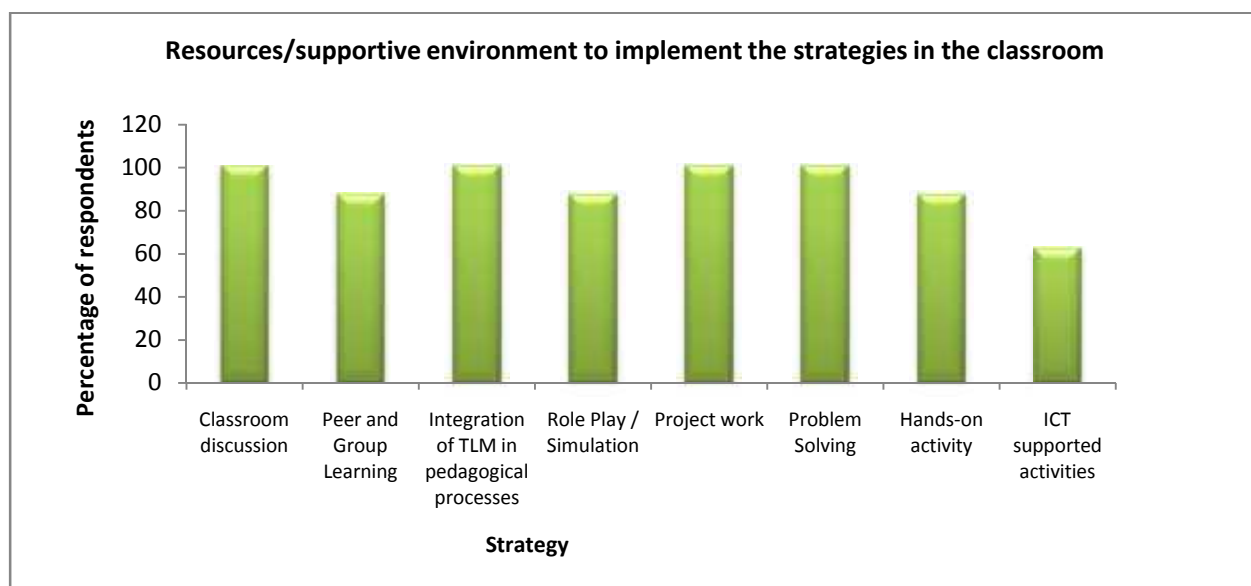 Resources/supportive environment to implement the strategies in the classroom
Percentage of respondents
120
100
80
60
40
20
0
Classroom
discussion
Peer and
Group
Learning
Integration
of TLM in
pedagogical
processes
Role Play /
Simulation
Project work
Problem
Solving
Hands-on
activity
ICT
supported
activities
Strategy